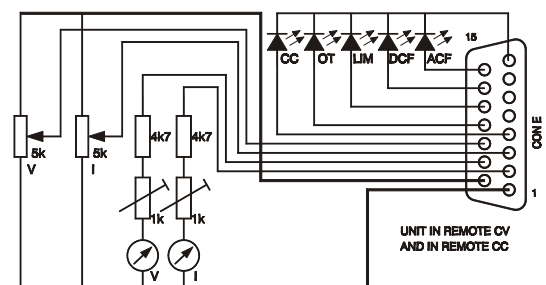 15
CC OT LIM DCF ACF
4k7 4k7
5k 5k
V I
1k 1k
V I
CON E
1
UNIT IN REMOTE CV
AND IN REMOTE CC